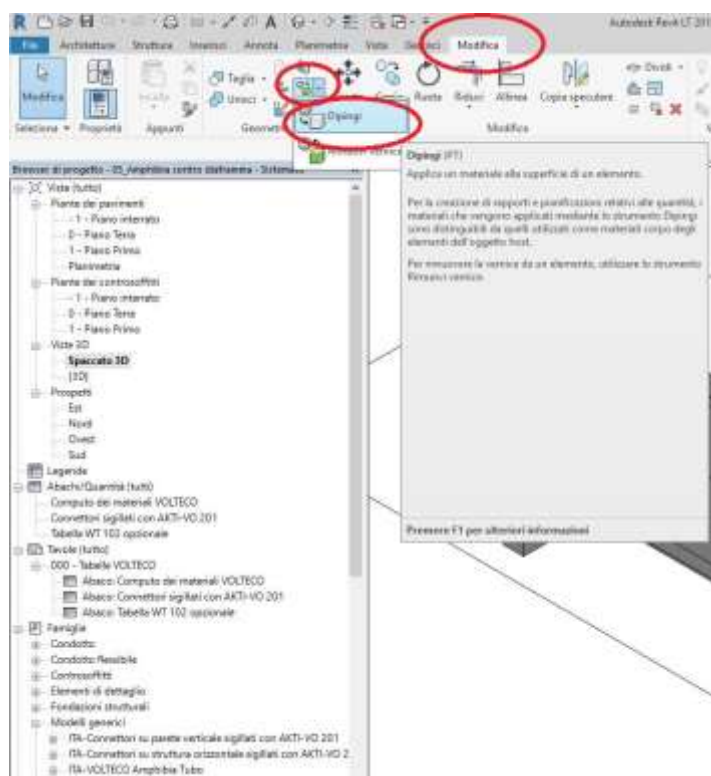 Autodesk Revit LT 201
File Architettura Struttura Inserisci Annota Planimetria Vista Gestisci Modifica
Modifica
Proprietà
Taglia
Unisci
Ruota
Allinea
Copia speculare
Dividi
Seleziona
Proprietà
Appunti
Geometria
Modifica
Dipingi
Rimuovi vernice
Dipingi (PT)
Applica un materiale alla superficie di un elemento.
Per la creazione di rapporti e pianificazioni relativi alle quantità, i
materiali che vengono applicati mediante lo strumento Dipingi
sono distinguibili da quelli utilizzati come materiali corpo degli
elementi dell'oggetto host.
Per rimuovere la vernice da un elemento, utilizzare lo strumento
Rimuovi vernice.
Premere F1 per ulteriori informazioni
Browser di progetto - 05_Amphibia contro diaframma - Sistema
Viste (tutto)
Piante dei pavimenti
-1 - Piano interrato
0 - Piano Terra
1 - Piano Primo
Planimetria
Piante dei controsoffitti
-1 - Piano interrato
0 - Piano Terra
1 - Piano Primo
Viste 3D
Spaccato 3D
{3D}
Prospetti
Est
Nord
Ovest
Sud
Legende
Abachi/Quantità (tutto)
Computo dei materiali VOLTECO
Connettori sigillati con AKTI-VO 201
Tabella WT 102 opzionale
Tavole (tutto)
000 - Tabelle VOLTECO
Abaco: Computo dei materiali VOLTECO
Abaco: Connettori sigillati con AKTI-VO 201
Abaco: Tabella WT 102 opzionale
Famiglie
Condotto
Condotto flessibile
Controsoffitti
Elementi di dettaglio
Fondazioni strutturali
Modelli generici
ITA-Connettori su parete verticale sigillati con AKTI-VO 201
ITA-Connettori su struttura orizzontale sigillati con AKTI-VO 2
ITA-VOLTECO Amphibia Tubo